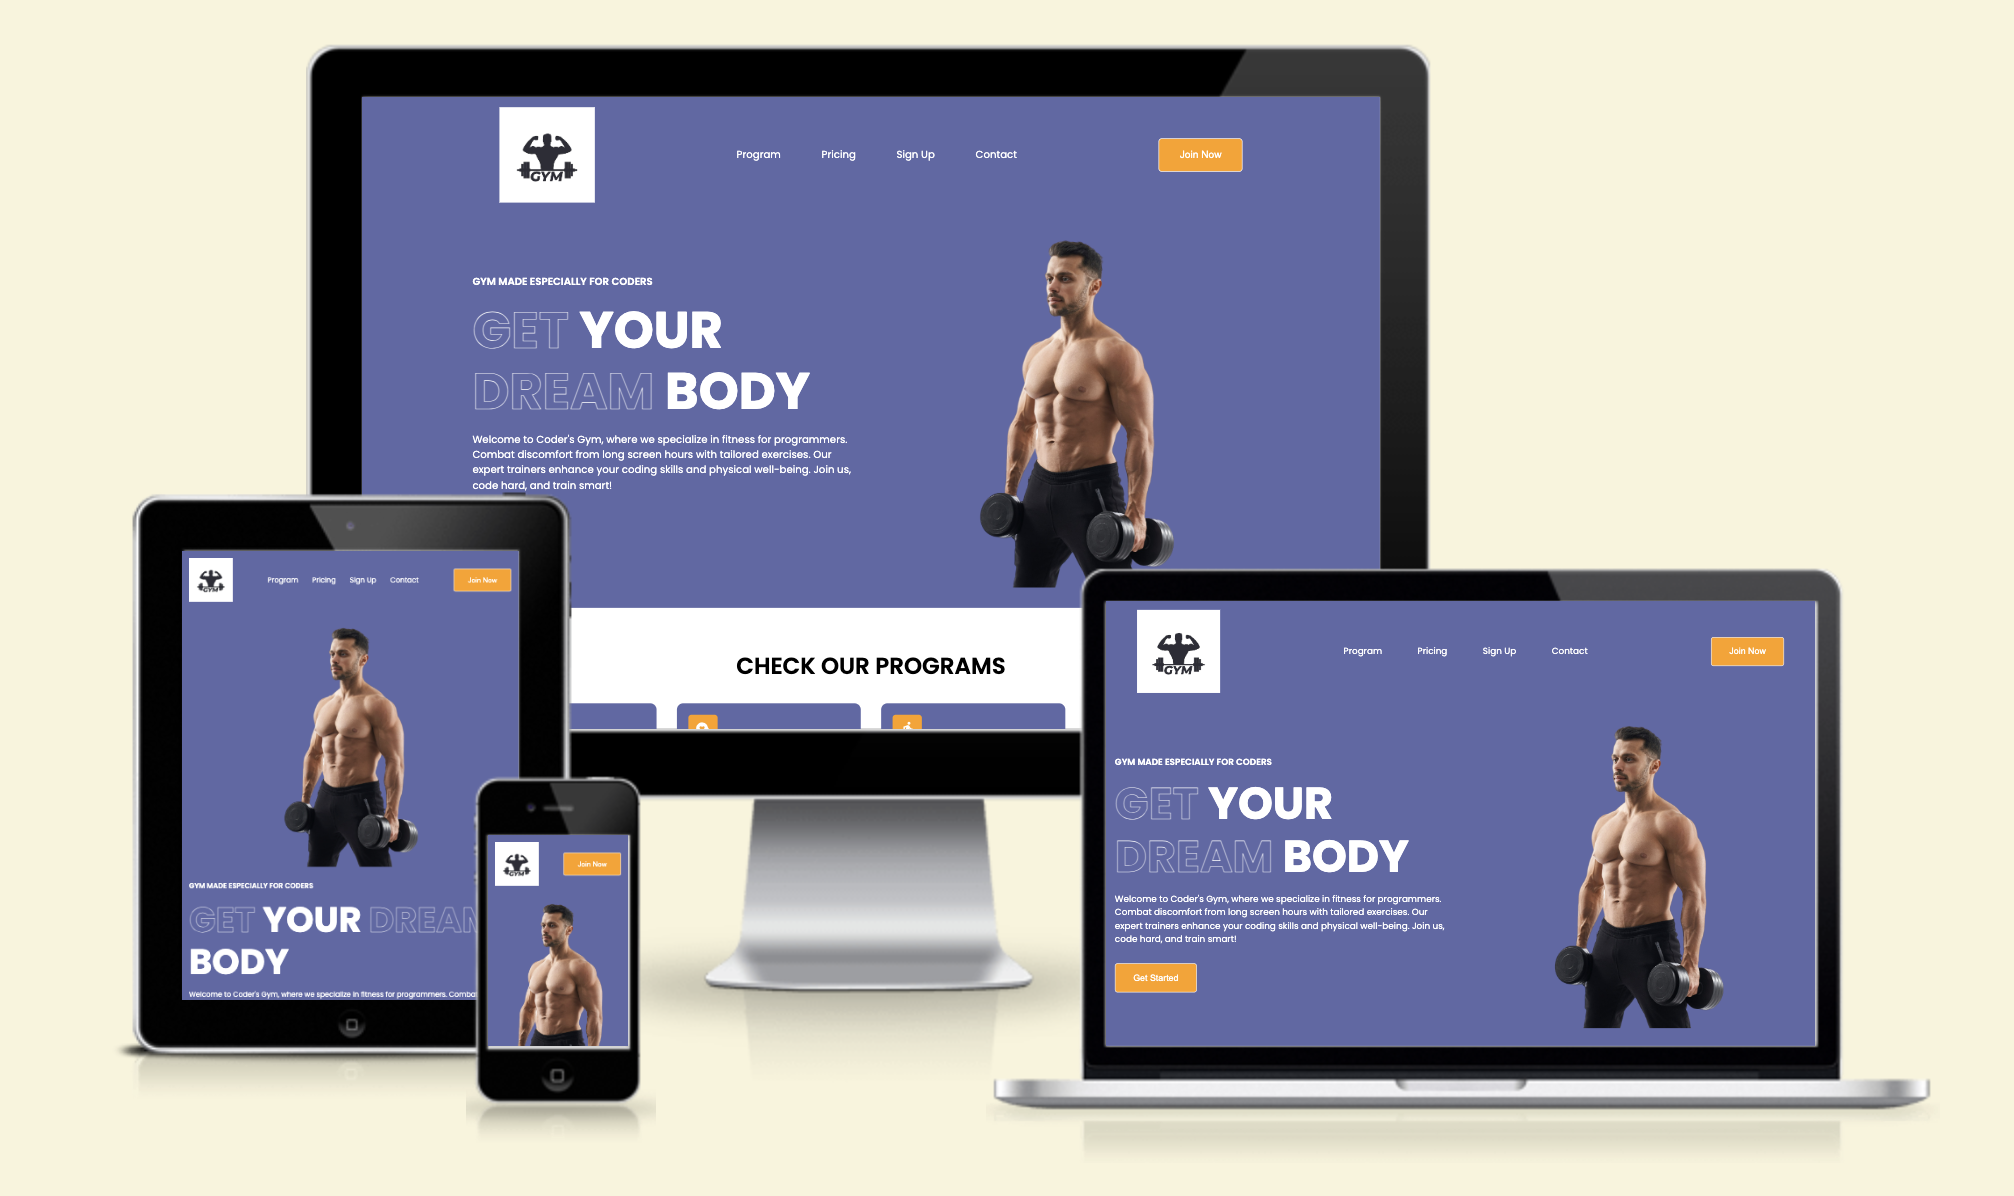 GYM
Program Pricing Sign Up Contact
Join Now
GYM MADE ESPECIALLY FOR CODERS
GET YOUR
DREAM BODY
Welcome to Coder's Gym, where we specialize in fitness for programmers.
Combat discomfort from long screen hours with tailored exercises. Our
expert trainers enhance your coding skills and physical well-being. Join us,
code hard, and train smart!
CHECK OUR PROGRAMS
GYM
Program Pricing Sign Up Contact
Join Now
GYM MADE ESPECIALLY FOR CODERS
GET YOUR DREAM
BODY
Welcome to Coder's Gym, where we specialize in fitness for programmers. Combat
GYM
Join Now
GYM
Program Pricing Sign Up Contact
Join Now
GYM MADE ESPECIALLY FOR CODERS
GET YOUR
DREAM BODY
Welcome to Coder's Gym, where we specialize in fitness for programmers.
Combat discomfort from long screen hours with tailored exercises. Our
expert trainers enhance your coding skills and physical well-being. Join us,
code hard, and train smart!
Get Started